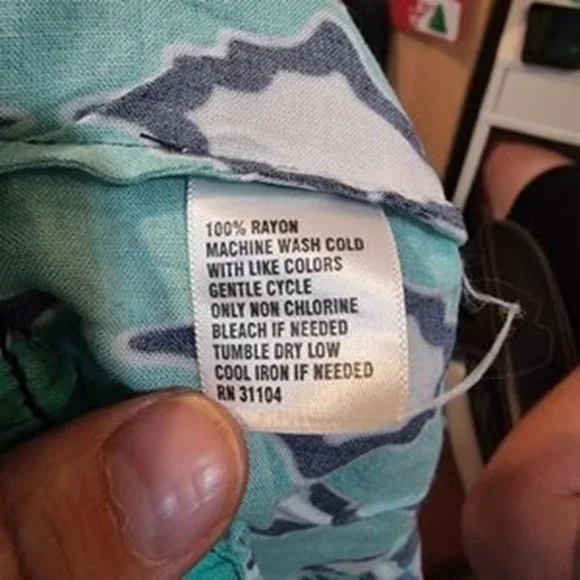 100% RAYON
MACHINE WASH COLD
WITH LIKE COLORS
GENTLE CYCLE
ONLY NON CHLORINE
BLEACH IF NEEDED
TUMBLE DRY LOW
COOL IRON IF NEEDED
RN 31104